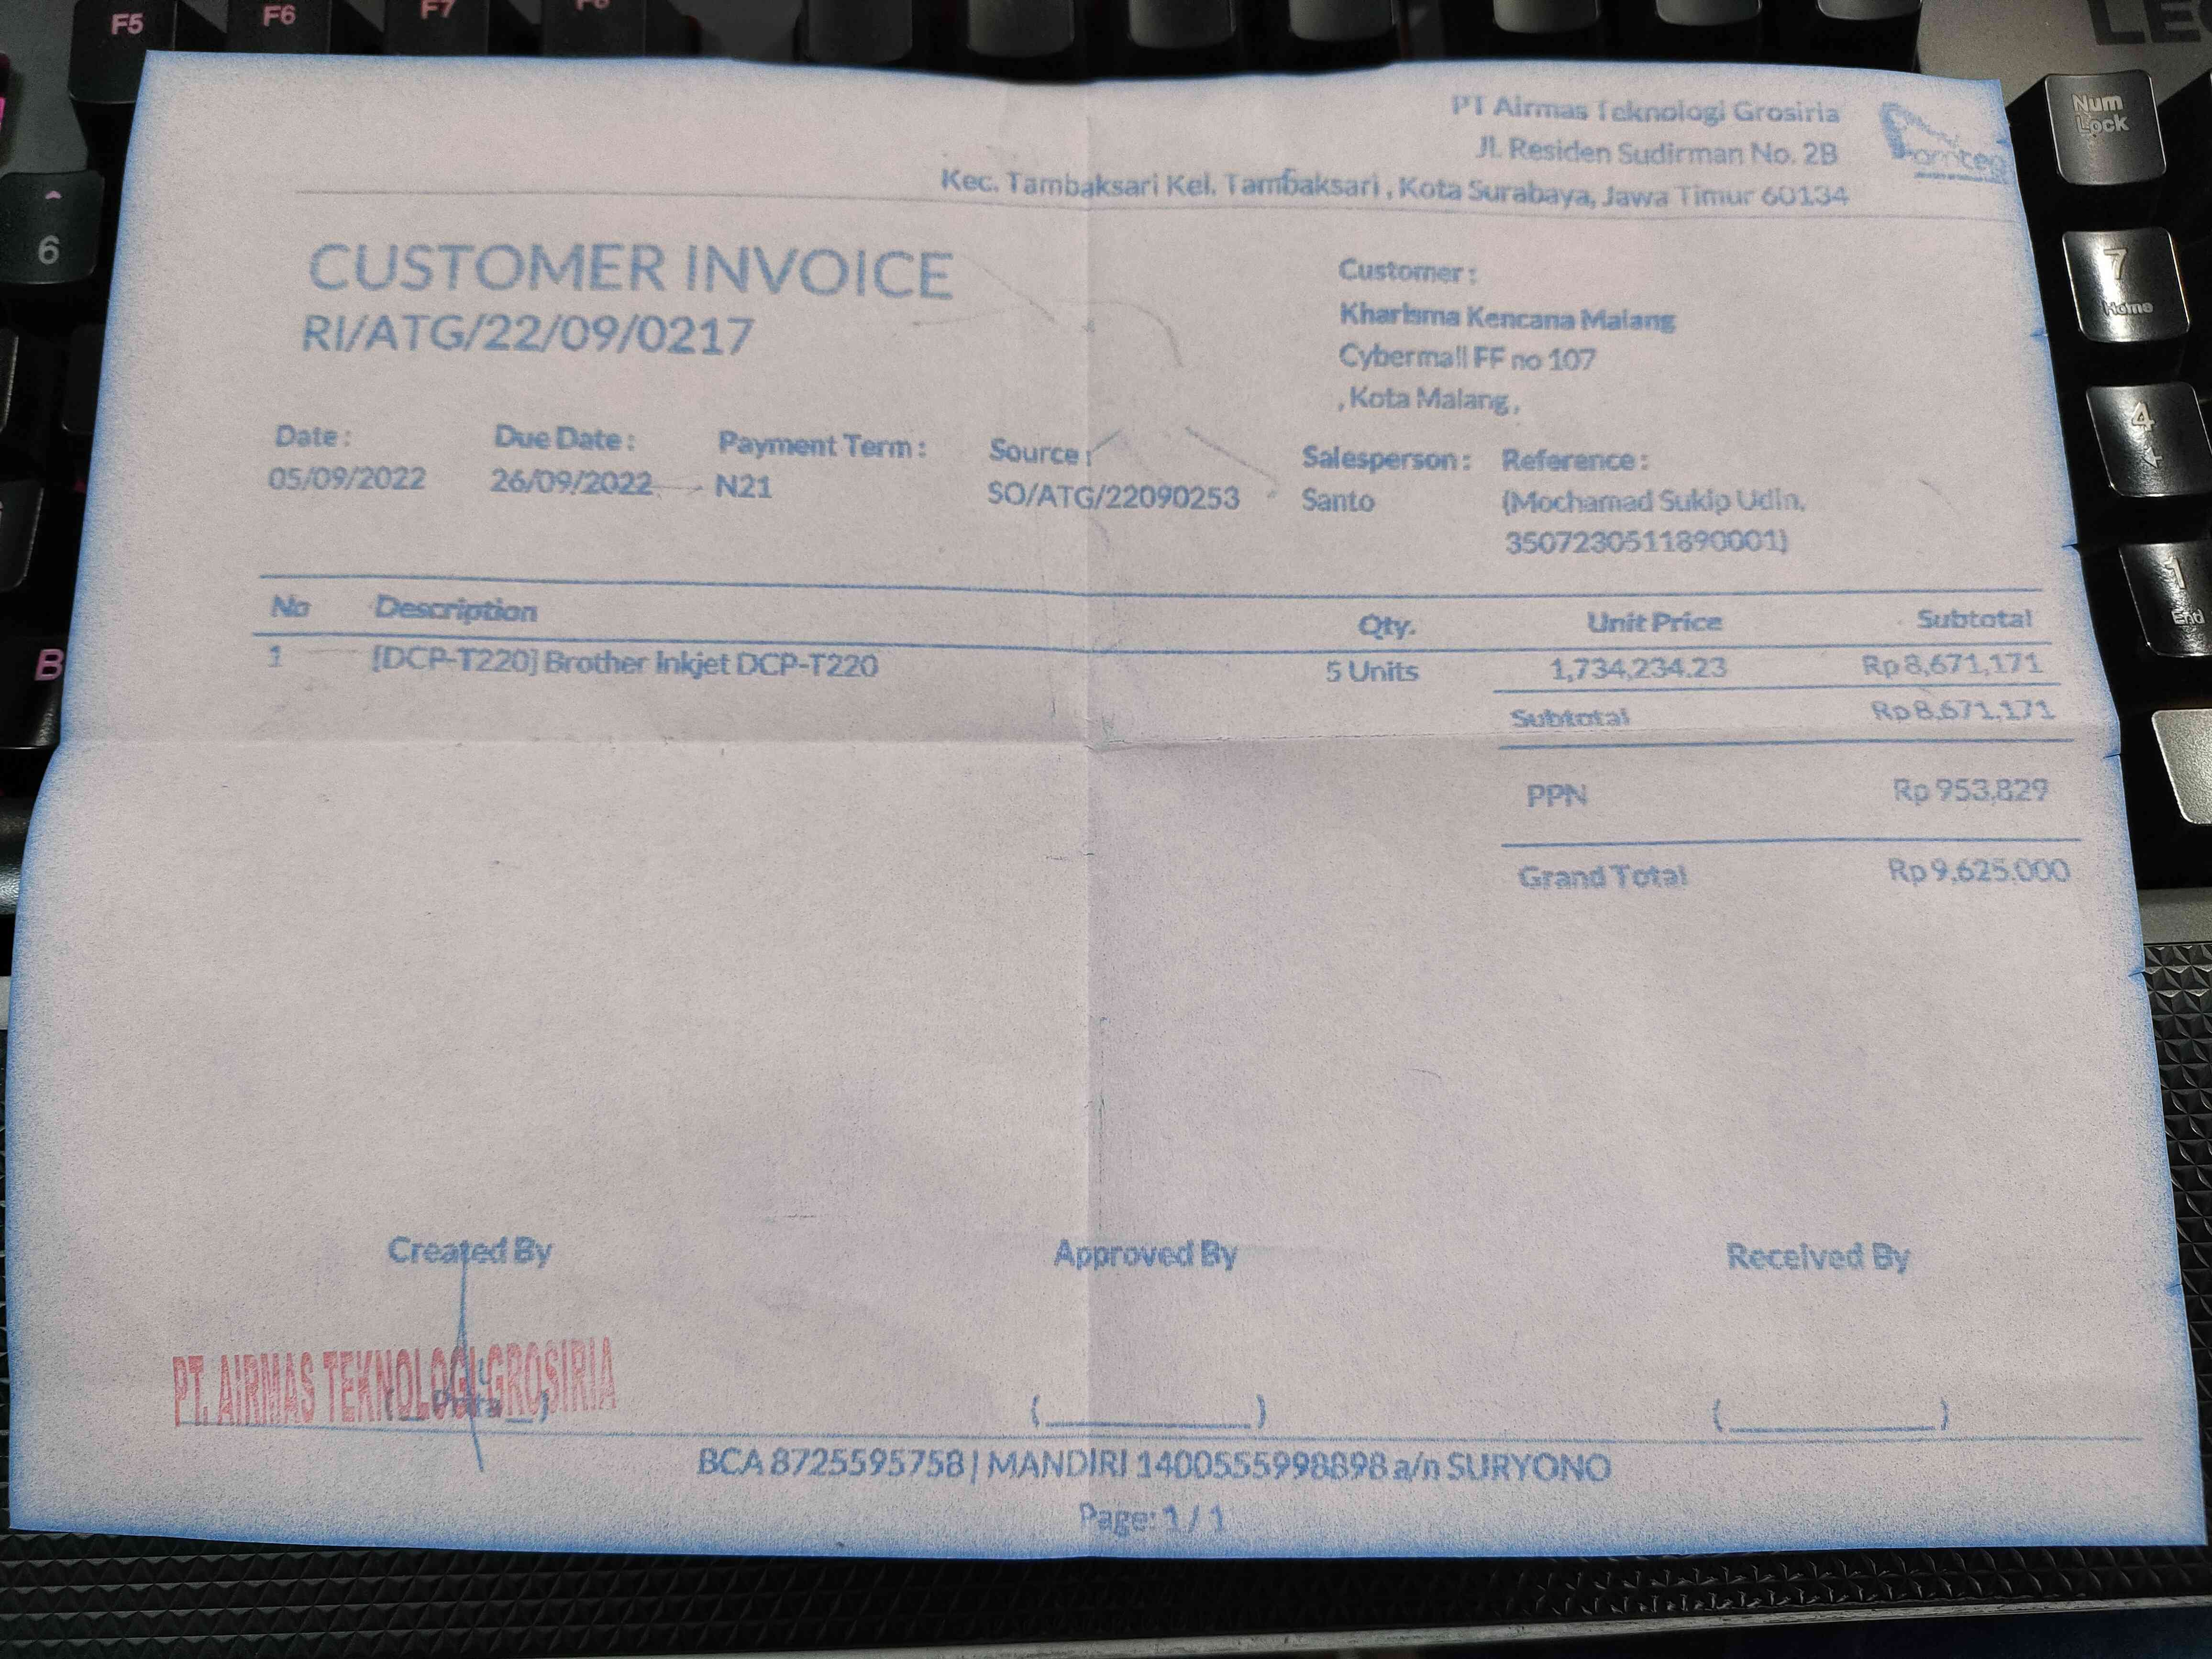 F5
F6
F7
F8
6
B
Num
Lock
7
Home
4
1
End
LE
PT Airmas Teknologi Grosiria
Jl. Residen Sudirman No. 2B
Kec. Tambaksari Kel. Tambaksari , Kota Surabaya, Jawa Timur 60134
CUSTOMER INVOICE
RI/ATG/22/09/0217
Customer :
Kharisma Kencana Malang
Cybermall FF no 107
, Kota Malang ,
Date :
05/09/2022
Due Date :
26/09/2022
Payment Term :
N21
Source :
SO/ATG/22090253
Salesperson :
Santo
Reference :
(Mochamad Sukip Udin,
3507230511890001)
No Description Qty. Unit Price Subtotal
1 [DCP-T220] Brother Inkjet DCP-T220 5 Units 1,734,234.23 Rp 8,671,171
Subtotal Rp 8,671,171
PPN Rp 953,829
Grand Total Rp 9,625,000
Created By Approved By Received By
PT. AIRMAS TEKNOLOGI GROSIRIA
(____________) (____________)
BCA 8725595758 | MANDIRI 1400555998898 a/n SURYONO
Page: 1 / 1